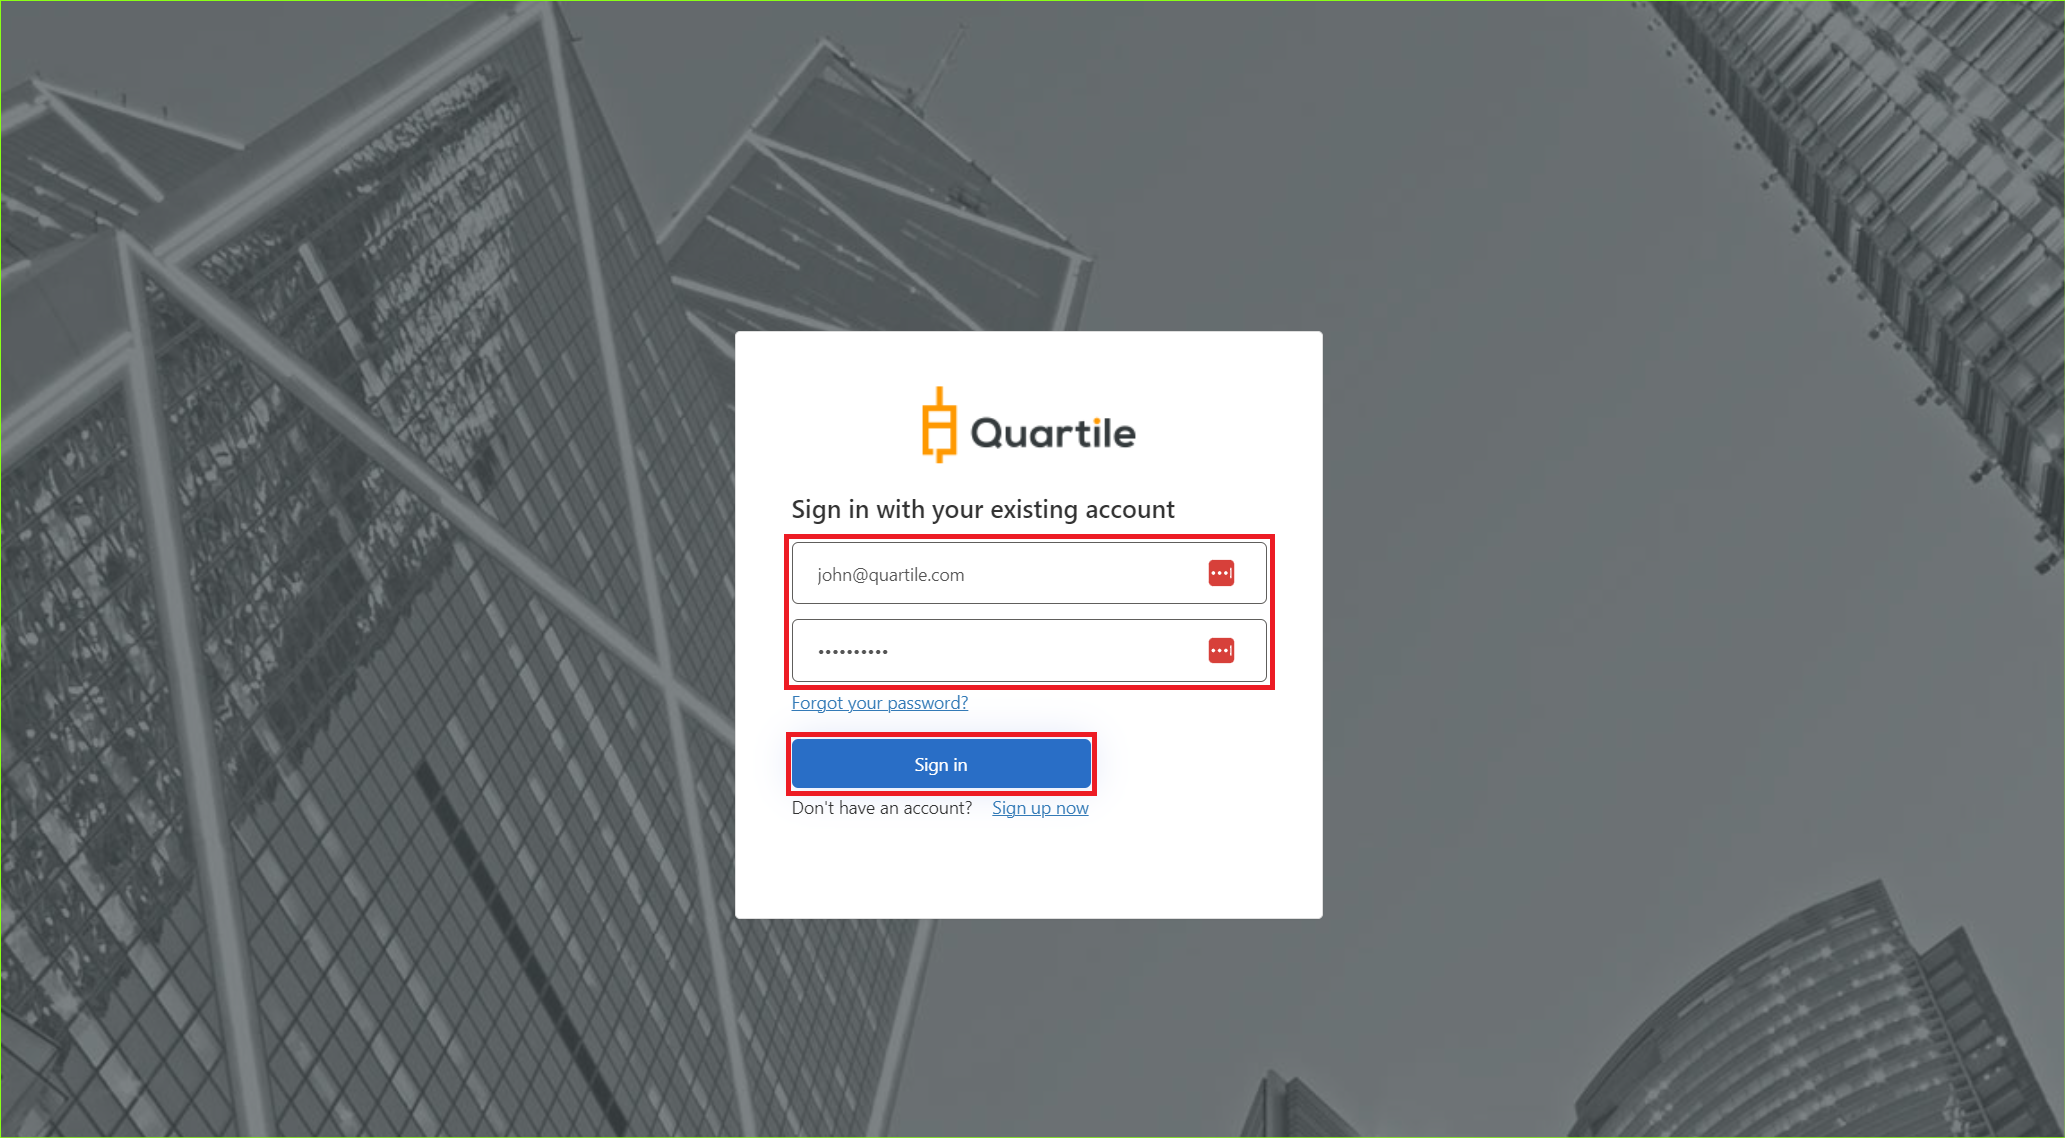 Quartile
Sign in with your existing account
john@quartile.com
••••••••••
Forgot your password?
Sign in
Don't have an account? Sign up now